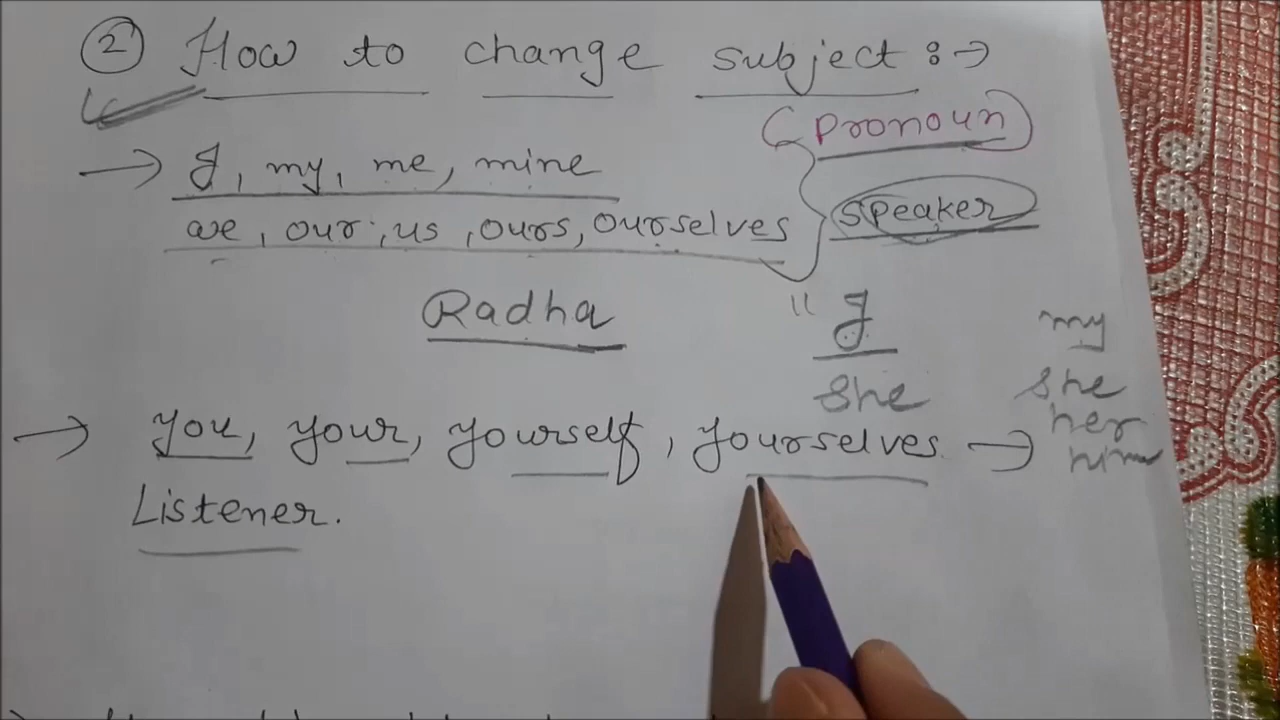 ② How to change subject :→
(Pronoun)
→ I, my, me, mine
speaker
we, our, us, ours, ourselves
Radha
" I my
she she
her
him
→ you, your, yourself, yourselves →
Listener.